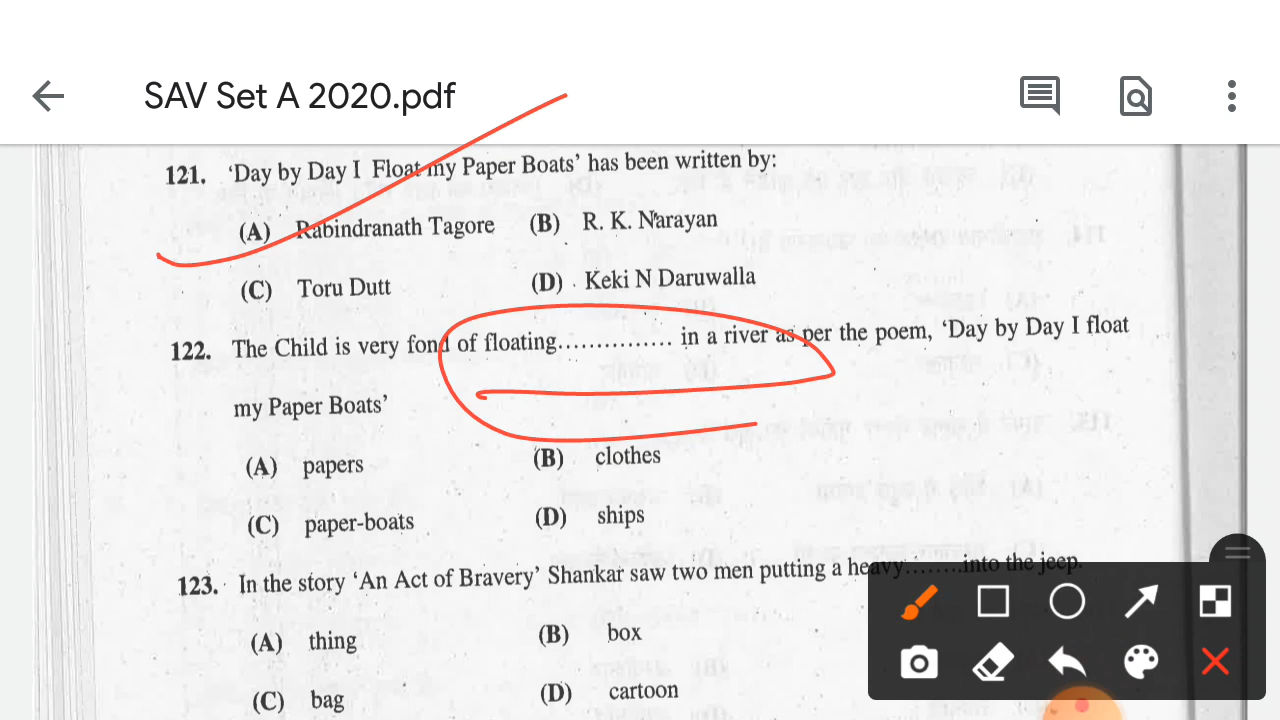 SAV Set A 2020.pdf
121. ‘Day by Day I Float my Paper Boats’ has been written by:
(A) Rabindranath Tagore (B) R. K. Narayan
(C) Toru Dutt (D) Keki N Daruwalla
122. The Child is very fond of floating............... in a river as per the poem, ‘Day by Day I float
my Paper Boats’
(A) papers (B) clothes
(C) paper-boats (D) ships
123. In the story ‘An Act of Bravery’ Shankar saw two men putting a heavy........into the jeep.
(A) thing (B) box
(C) bag (D) cartoon